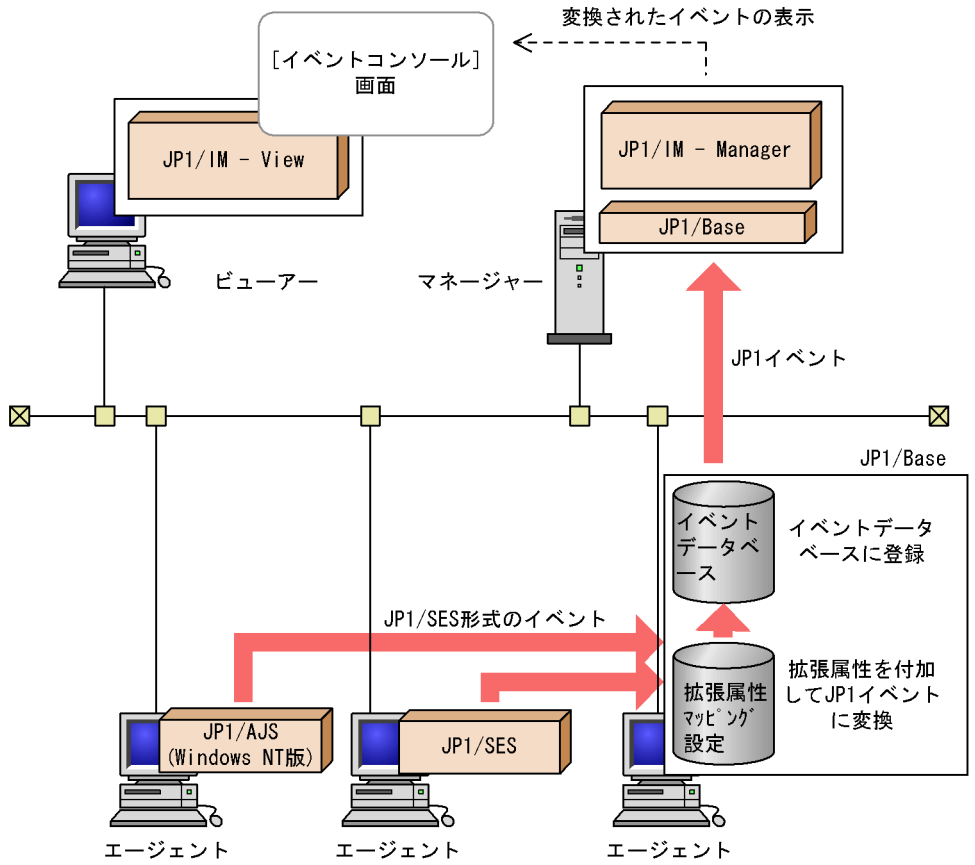 変換されたイベントの表示
[イベントコンソール]
画面
JP1/IM - View
JP1/IM - Manager
JP1/Base
ビューアー
マネージャー
JP1イベント
JP1/Base
イベント
データベ
ース
イベントデータ
ベースに登録
JP1/SES形式のイベント
拡張属性
ﾏｯﾋﾟﾝｸﾞ
設定
拡張属性を付加
してJP1イベント
に変換
JP1/AJS
(Windows NT版)
JP1/SES
エージェント
エージェント
エージェント